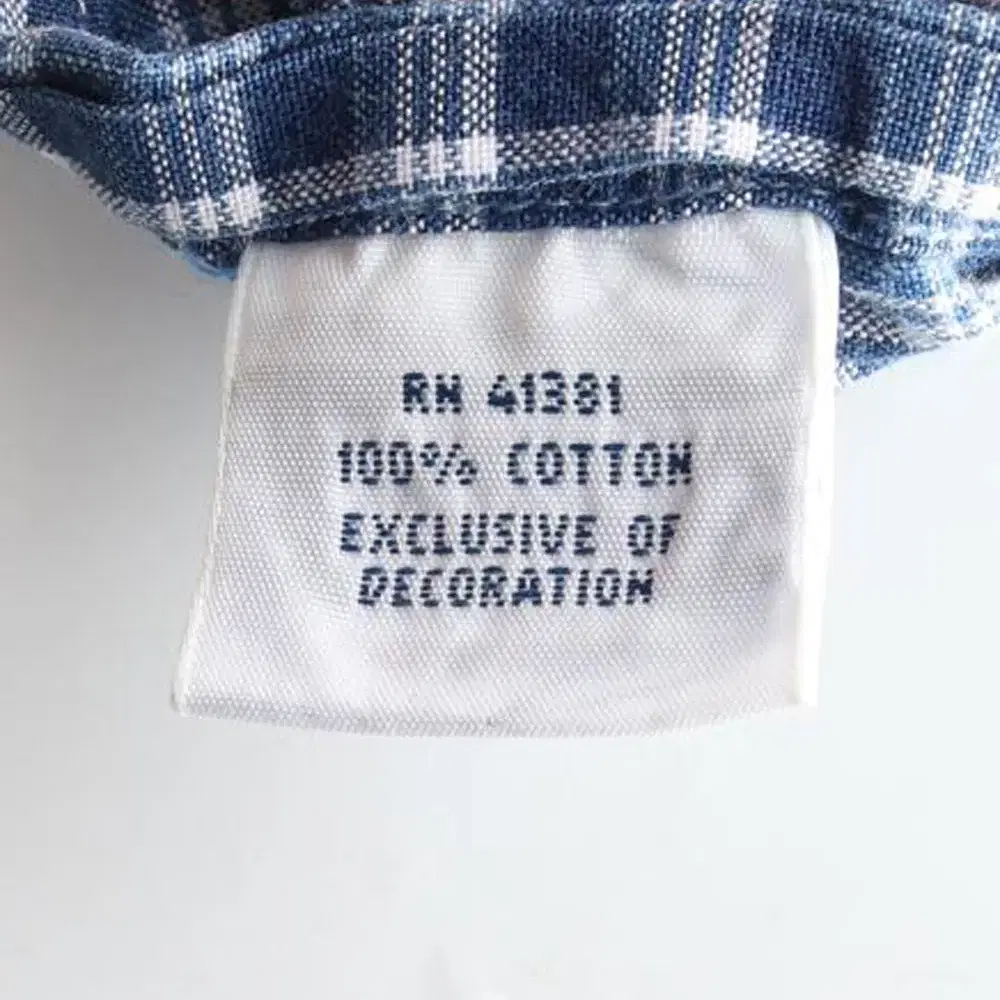 RN 41381
100% COTTON
EXCLUSIVE OF
DECORATION